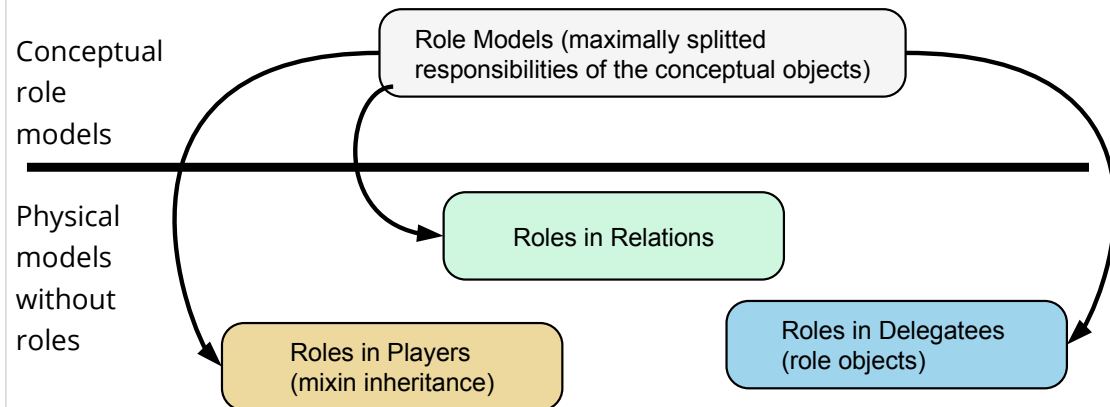 Conceptual
role
models
Role Models (maximally splitted
responsibilities of the conceptual objects)
Physical
models
without
roles
Roles in Relations
Roles in Players
(mixin inheritance)
Roles in Delegatees
(role objects)